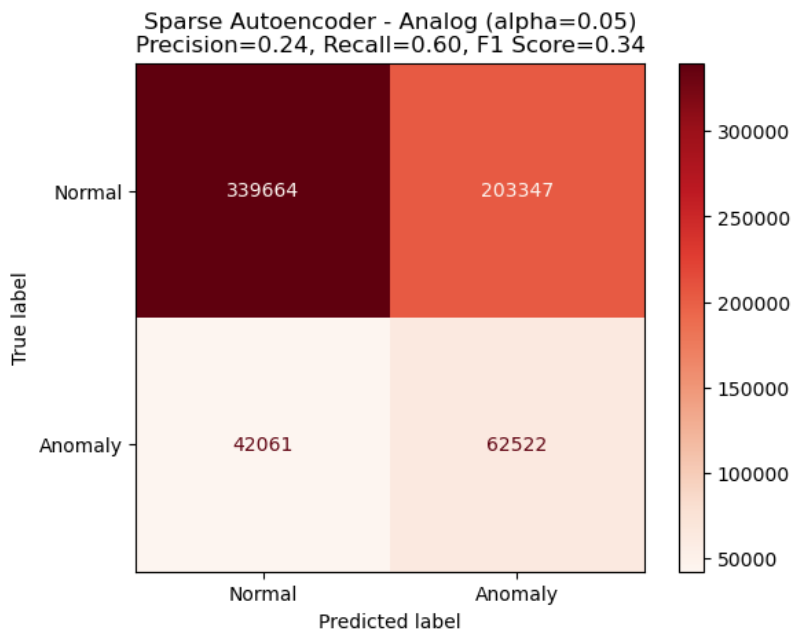 Sparse Autoencoder - Analog (alpha=0.05)
Precision=0.24, Recall=0.60, F1 Score=0.34
Normal
339664
203347
Anomaly
42061
62522
Normal
Anomaly
Predicted label
True label
300000
250000
200000
150000
100000
50000